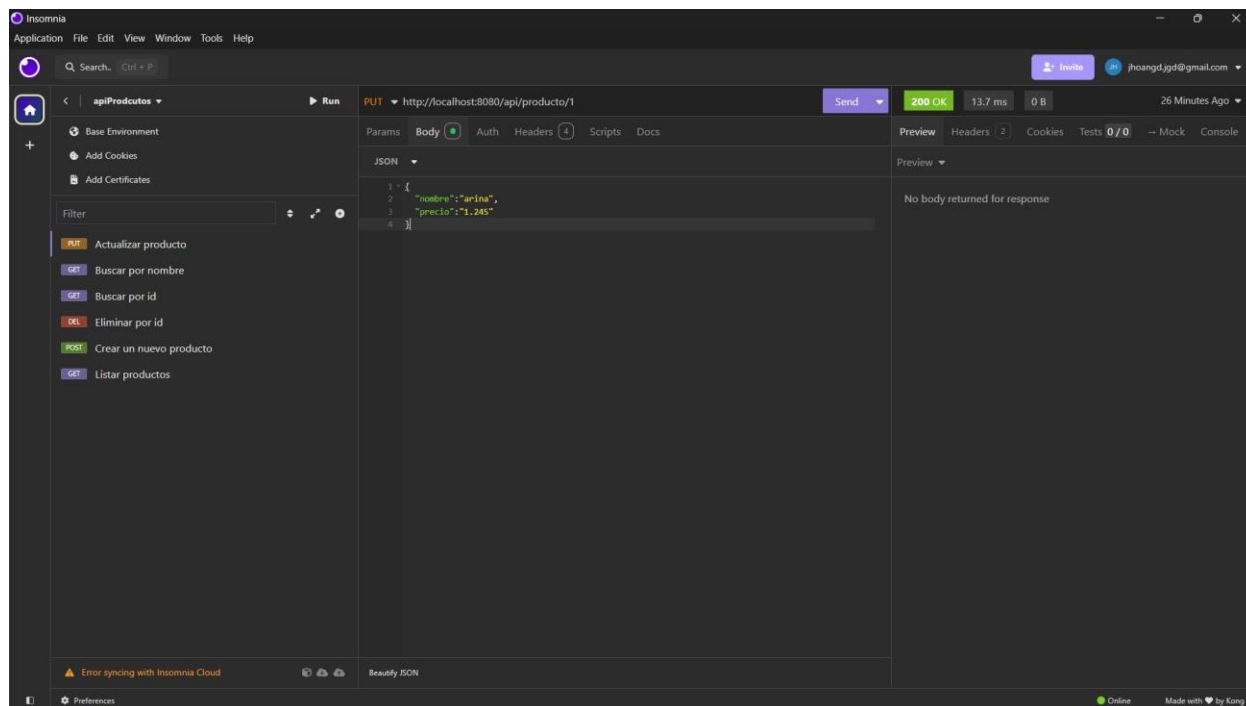 Insomnia
Application File Edit View Window Tools Help
Search.. Ctrl + P
Invite
JH
jhoangd.jgd@gmail.com
apiProdcutos
Run
Base Environment
Add Cookies
Add Certificates
Filter
PUT Actualizar producto
GET Buscar por nombre
GET Buscar por id
DEL Eliminar por id
POST Crear un nuevo producto
GET Listar productos
Error syncing with Insomnia Cloud
PUT http://localhost:8080/api/producto/1
Send
Params Body Auth Headers 4 Scripts Docs
JSON
1 {
2 "nombre":"arina",
3 "precio":"1.245"
4 }
Beautify JSON
200 OK 13.7 ms 0 B 26 Minutes Ago
Preview Headers 2 Cookies Tests 0 / 0 → Mock Console
Preview
No body returned for response
Preferences
Online
Made with ♥ by Kong